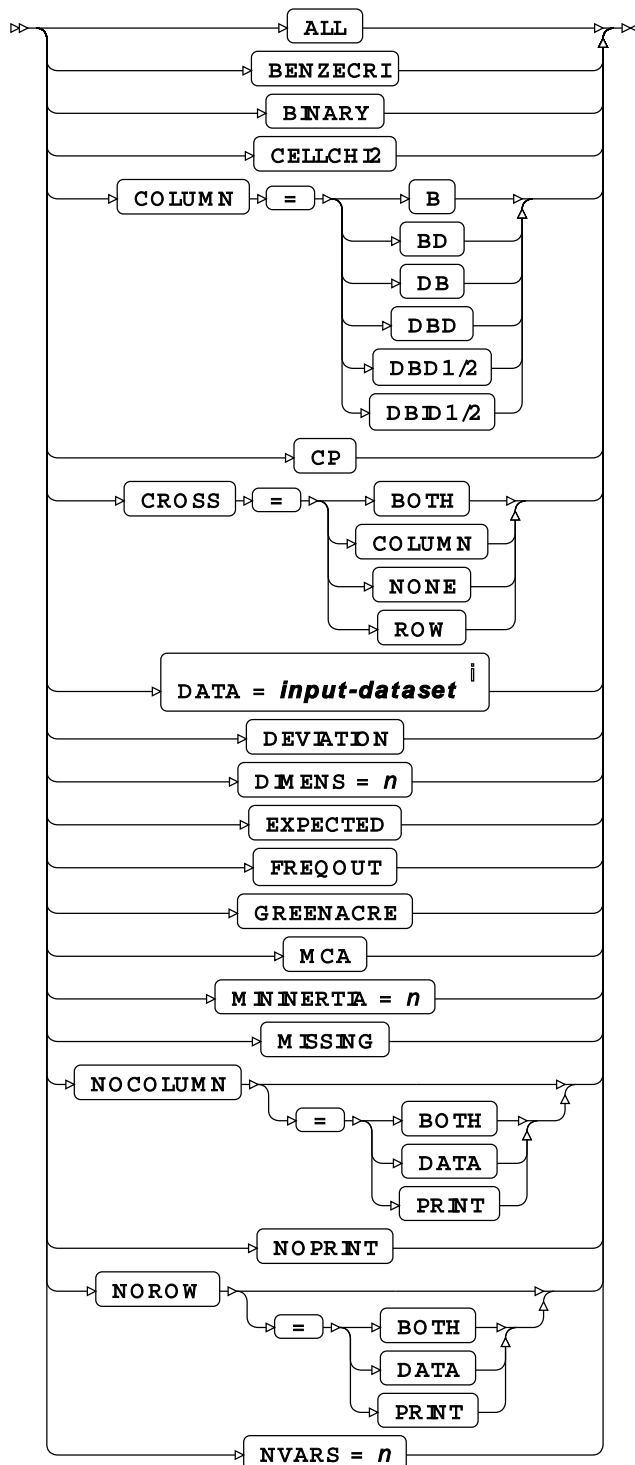 ALL
BENZECRI
BINARY
CELLCHI2
COLUMN = B
BD
DB
DBD
DBD1/2
DBID1/2
CP
CROSS = BOTH
COLUMN
NONE
ROW
DATA = input-dataset i
DEVIATION
DIMENS = n
EXPECTED
FREQOUT
GREENACRE
MCA
MININERTIA = n
MISSING
NOCOLUMN
= BOTH
DATA
PRINT
NOPRINT
NOROW
= BOTH
DATA
PRINT
NVARS = n